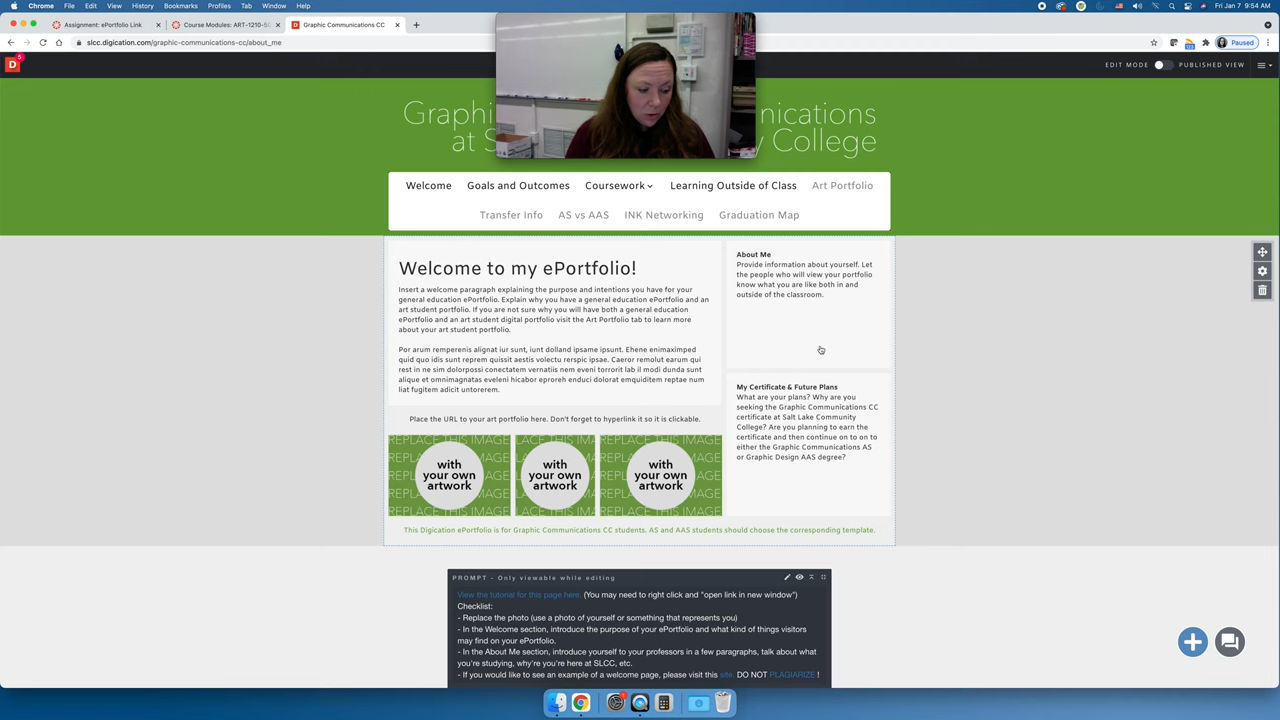 Chrome File Edit View History Bookmarks Profiles Tab Window Help
Fri Jan 7 9:54 AM
Assignment: ePortfolio Link
Course Modules: ART-1210-50
Graphic Communications CC
slcc.digication.com/graphic-communications-cc/about_me
Paused
D 5
EDIT MODE PUBLISHED VIEW
Graph nications
at S y College
Welcome Goals and Outcomes Coursework Learning Outside of Class Art Portfolio
Transfer Info AS vs AAS INK Networking Graduation Map
Welcome to my ePortfolio!
Insert a welcome paragraph explaining the purpose and intentions you have for your
general education ePortfolio. Explain why you have a general education ePortfolio and an
art student portfolio. If you are not sure why you will have both a general education
ePortfolio and an art student digital portfolio visit the Art Portfolio tab to learn more
about your art student portfolio.
Por arum remperenis alignat iur sunt, iunt dolland ipsame ipsunt. Ehene enimaximped
quid quo idis sunt reprem quissit aestis volectu rerspic ipsae. Caeror remolut earum qui
rest in ne sim dolorpossi conectatem vernatiis nem eveni torrorit lab il modi dolut lam
alique et omnimagnatas eveleni hicabor eproreh enduci dolorat emquiditem reptae num
liat fugitem adicit untorerem.
Place the URL to your art portfolio here. Don't forget to hyperlink it so it is clickable.
REPLACE THIS IMAGE
with
your own
artwork
LACE THIS IMA
with
your own
artwork
REPLACE THIS IMAGE
with
your own
artwork
This Digication ePortfolio is for Graphic Communications CC students. AS and AAS students should choose the corresponding template.
About Me
Provide information about yourself. Let
the people who will view your portfolio
know what you are like both in and
outside of the classroom.
My Certificate & Future Plans
What are your plans? Why are you
seeking the Graphic Communications CC
certificate at Salt Lake Community
College? Are you planning to earn the
certificate and then continue on to on to
either the Graphic Communications AS
or Graphic Design AAS degree?
PROMPT - Only viewable while editing
View the tutorial for this page here. (You may need to right click and "open link in new window")
Checklist:
- Replace the photo (use a photo of yourself or something that represents you)
- In the Welcome section, introduce the purpose of your ePortfolio and what kind of things visitors
may find on your ePortfolio.
- In the About Me section, introduce yourself to your professors in a few paragraphs, talk about what
you're studying, why're you're here at SLCC, etc.
- If you would like to see an example of a welcome page, please visit this site. DO NOT PLAGIARIZE !